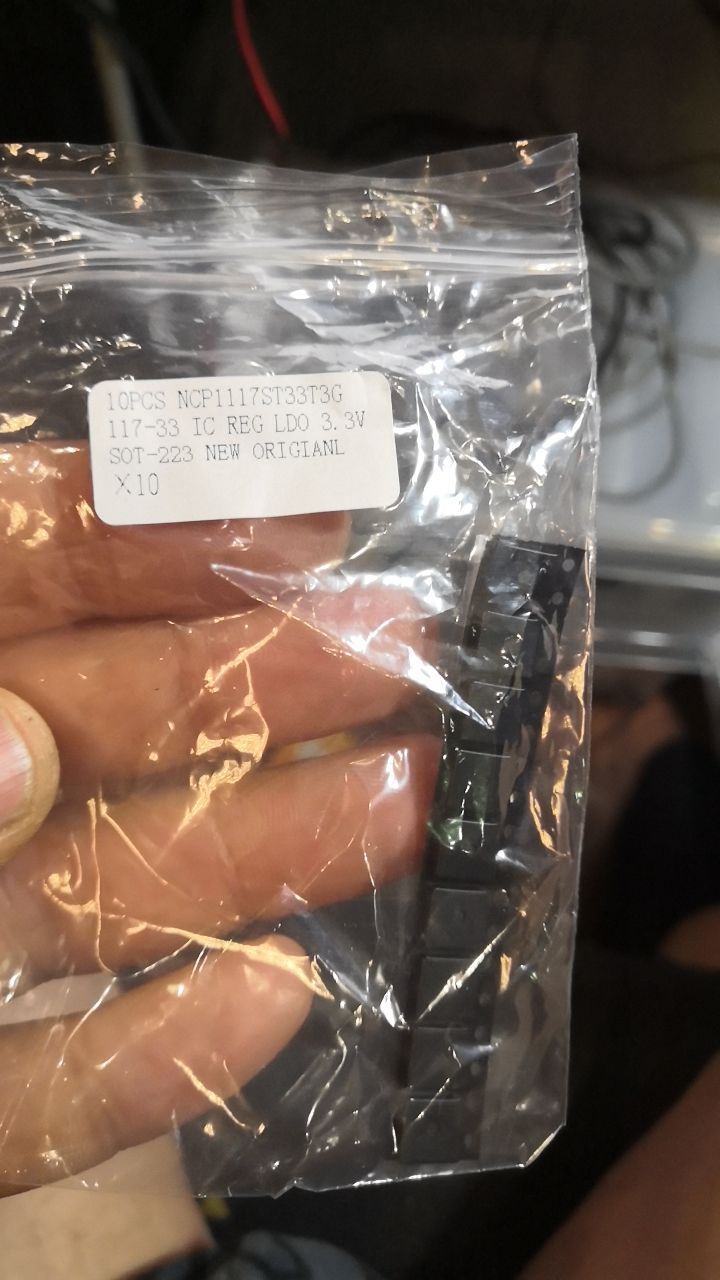 10PCS NCP1117ST33T3G
117-33 IC REG LDO 3.3V
SOT-223 NEW ORIGIANL
X10